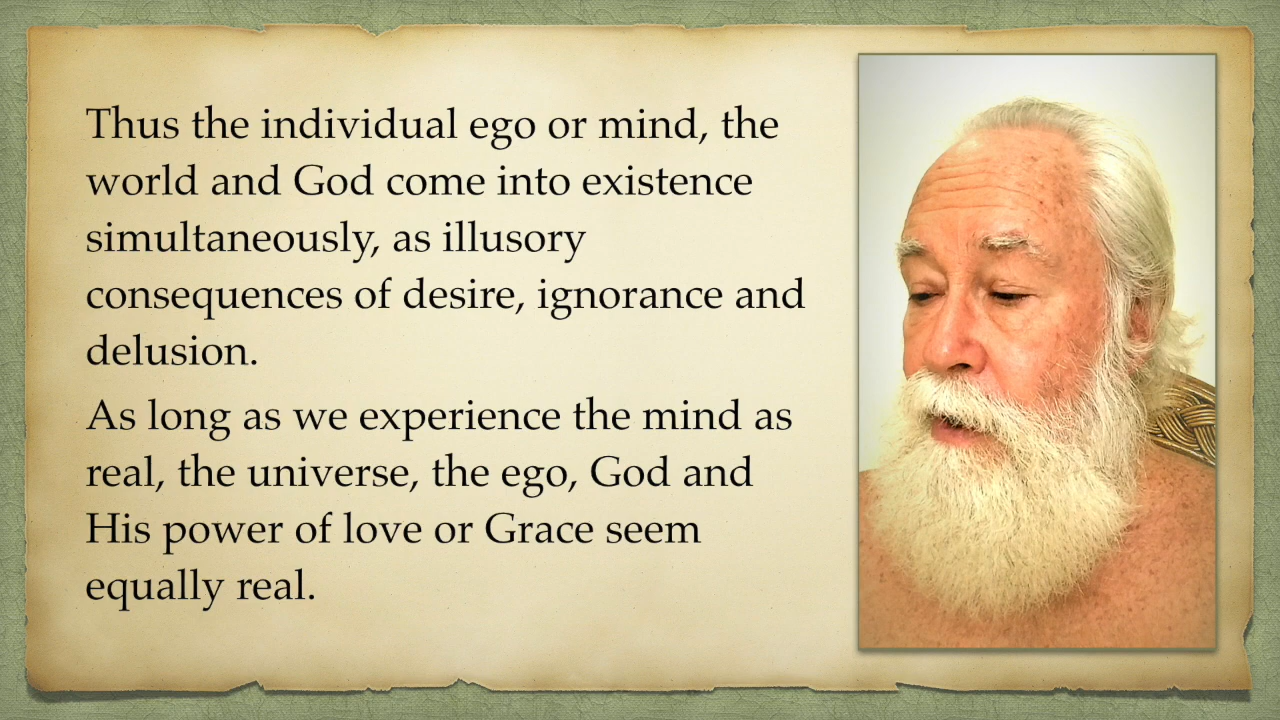 Thus the individual ego or mind, the
world and God come into existence
simultaneously, as illusory
consequences of desire, ignorance and
delusion.
As long as we experience the mind as
real, the universe, the ego, God and
His power of love or Grace seem
equally real.